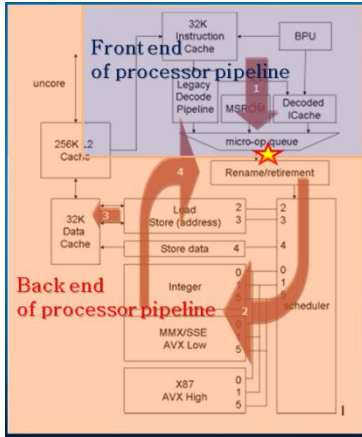 32K
Instruction
Cache
BPU
Front end
of processor pipeline
uncore
1
Legacy
Decode
Pipeline
MSROM
Decoded
ICache
256K L2
Cache
micro-op queue
4
Rename/retirement
32K
Data
Cache
3
Load
Store (address)
2
3
2
3
Store data
4
4
Back end
of processor pipeline
Integer
0
1
5
0
1
5
2
scheduler
MMX/SSE
AVX Low
0
1
5
X87
AVX High
0
1
5